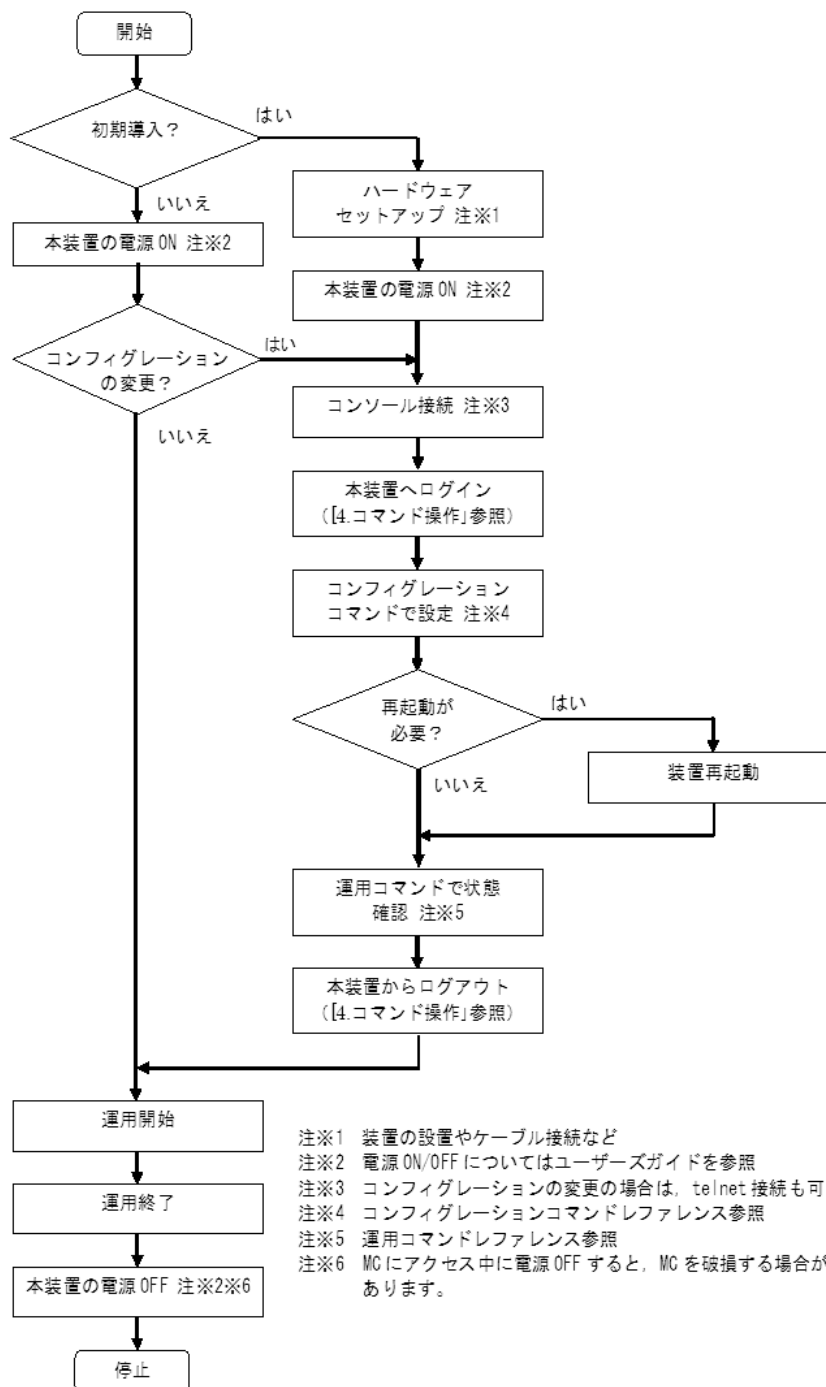 開始
初期導入？
はい
いいえ
ハードウェア
セットアップ 注※1
本装置の電源 ON 注※2
本装置の電源 ON 注※2
コンフィグレーション
の変更？
はい
いいえ
コンソール接続 注※3
本装置へログイン
（[4.コマンド操作」参照）
コンフィグレーション
コマンドで設定 注※4
再起動が
必要？
はい
いいえ
装置再起動
運用コマンドで状態
確認 注※5
本装置からログアウト
（[4.コマンド操作」参照）
運用開始
運用終了
本装置の電源 OFF 注※2※6
停止
注※1 装置の設置やケーブル接続など
注※2 電源 ON/OFF についてはユーザーズガイドを参照
注※3 コンフィグレーションの変更の場合は，telnet 接続も可
注※4 コンフィグレーションコマンドレファレンス参照
注※5 運用コマンドレファレンス参照
注※6 MC にアクセス中に電源 OFF すると，MC を破損する場合が
あります。